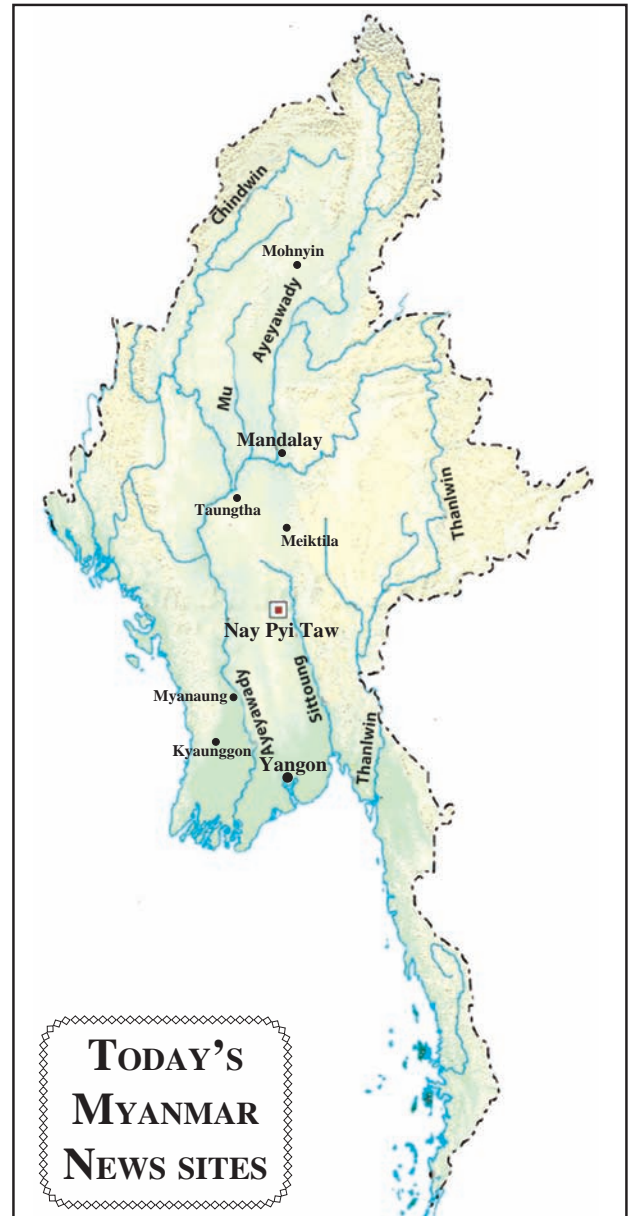 Chindwin
Mohnyin
Ayeyawady
Mu
Mandalay
Taungtha
Meiktila
Thanlwin
Nay Pyi Taw
Sittoung
Myanaung
Ayeyawady
Kyaunggon
Yangon
Thanlwin
TODAY'S
MYANMAR
NEWS SITES